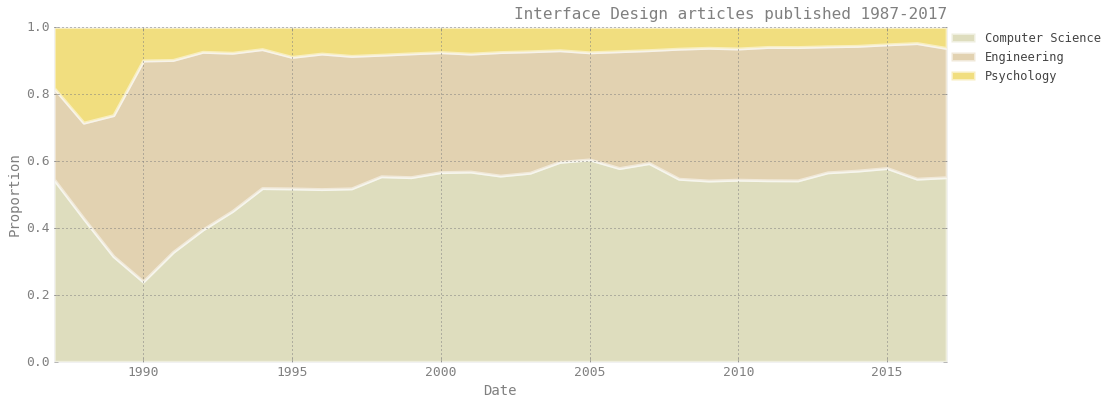 Interface Design articles published 1987-2017
1.0
0.8
0.6
0.4
0.2
0.0
Proportion
1990
1995
2000
2005
2010
2015
Date
Computer Science
Engineering
Psychology